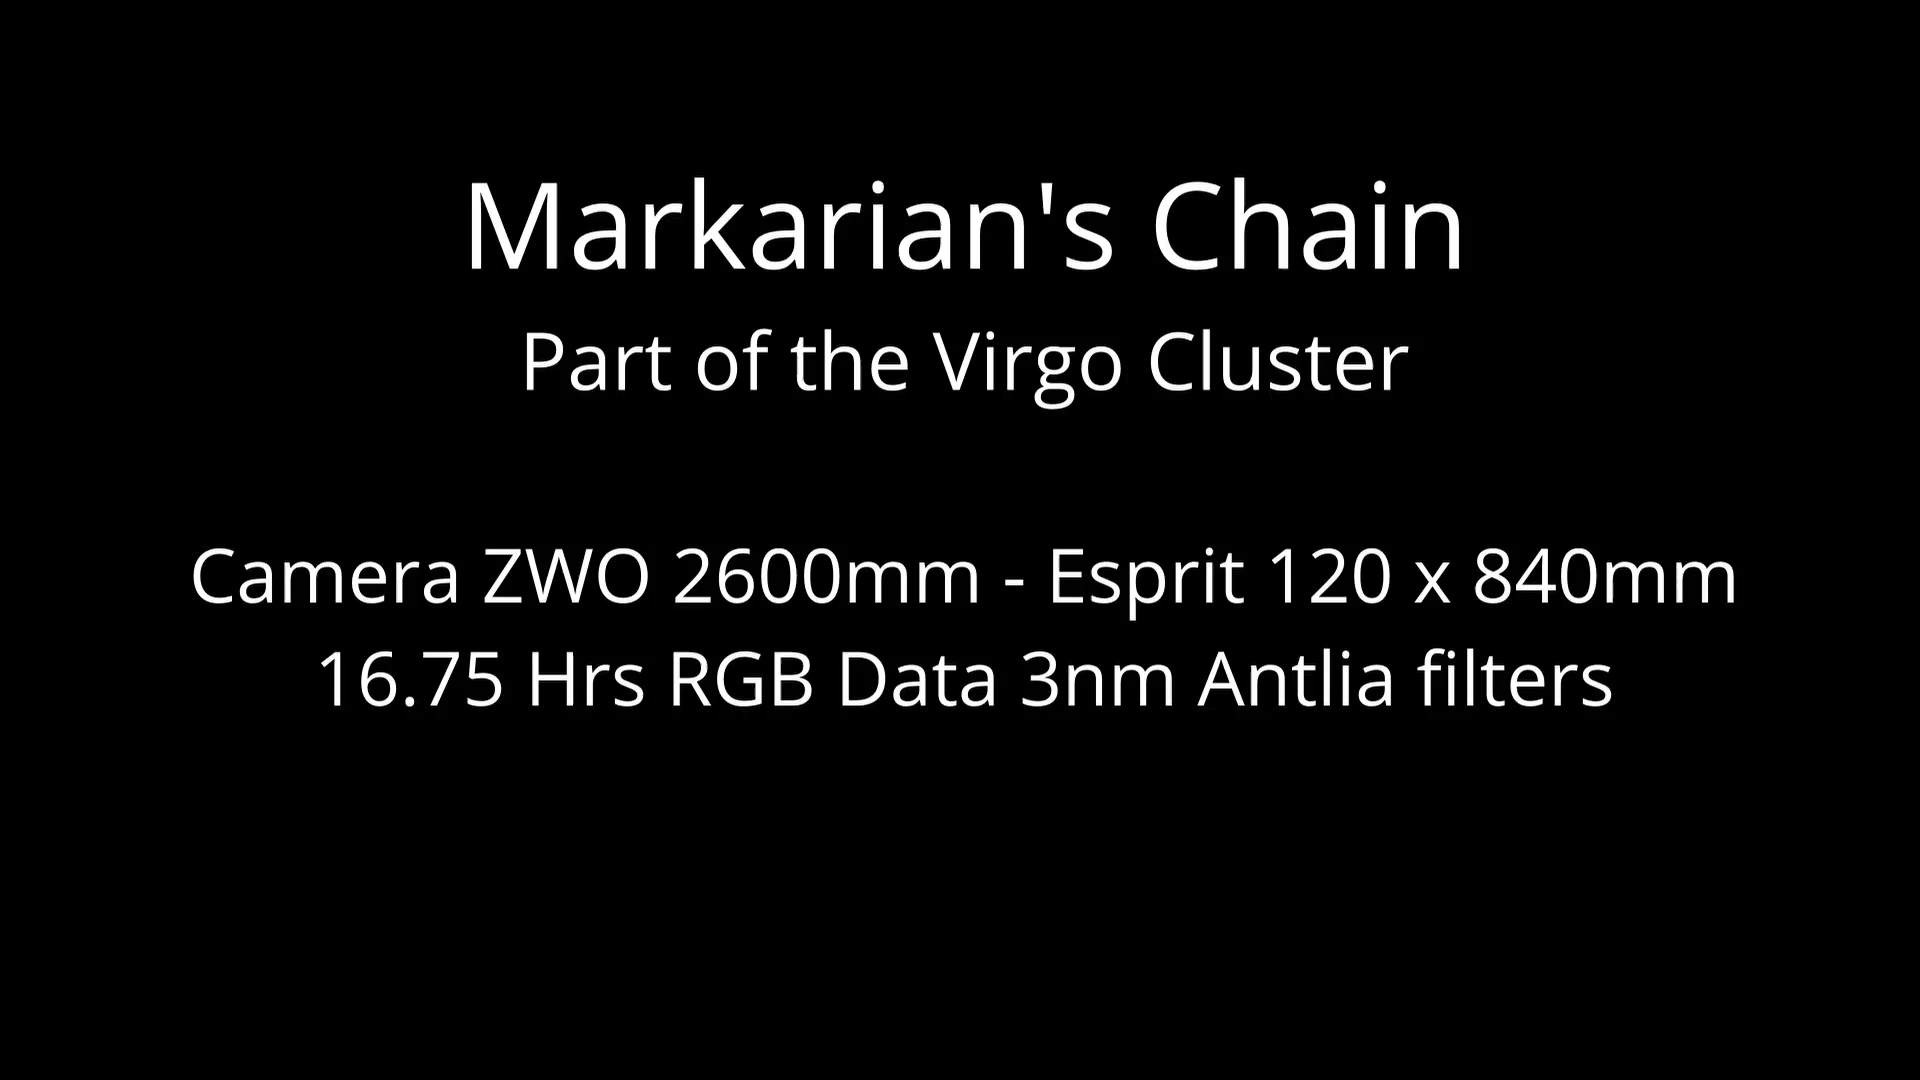 Markarian's Chain
Part of the Virgo Cluster
Camera ZWO 2600mm - Esprit 120 x 840mm
16.75 Hrs RGB Data 3nm Antlia filters